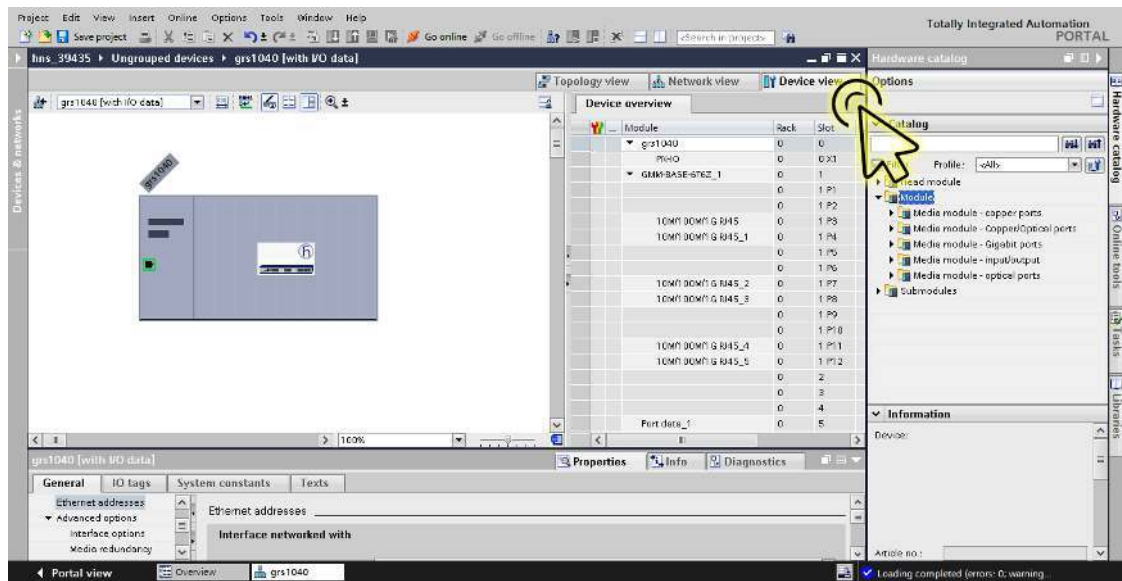 Project Edit View Insert Online Options Tools Window Help
Totally Integrated Automation
PORTAL
Save project
Go online
Go offline
<Search in project>
hns_39435 ▸ Ungrouped devices ▸ grs1040 [with I/O data]
Hardware catalog
Topology view
Network view
Device view
Options
grs1040 [with I/O data]
Device overview
Catalog
Module Rack Slot
grs1040 0 0
PN-IO 0 0 X1
GMM-BASE-6T6Z_1 0 1
0 1 P1
0 1 P2
10M/100M/1G RJ45 0 1 P3
10M/100M/1G RJ45_1 0 1 P4
0 1 P5
0 1 P6
10M/100M/1G RJ45_2 0 1 P7
10M/100M/1G RJ45_3 0 1 P8
0 1 P9
0 1 P10
10M/100M/1G RJ45_4 0 1 P11
10M/100M/1G RJ45_5 0 1 P12
0 2
0 3
0 4
Port data_1 0 5
Profile: <All>
Head module
Module
Media module - copper ports
Media module - Copper/Optical ports
Media module - Gigabit ports
Media module - input/output
Media module - optical ports
Submodules
grs1040
h
Devices & networks
Hardware catalog
Online tools
Tasks
Libraries
100%
Information
Device:
Article no.:
grs1040 [with I/O data]
Properties
Info
Diagnostics
General IO tags System constants Texts
Ethernet addresses
Advanced options
Interface options
Media redundancy
Ethernet addresses
Interface networked with
Portal view
Overview
grs1040
Loading completed (errors: 0; warning...